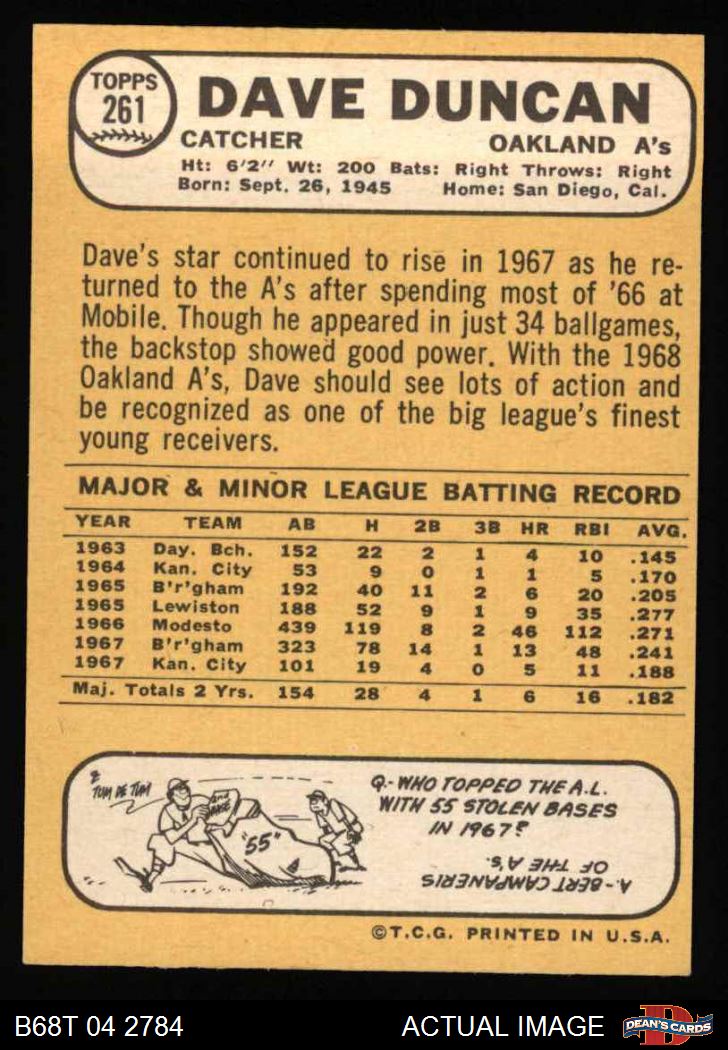 TOPPS
261
DAVE DUNCAN
CATCHER OAKLAND A's
Ht: 6'2" Wt: 200 Bats: Right Throws: Right
Born: Sept. 26, 1945 Home: San Diego, Cal.
Dave's star continued to rise in 1967 as he re-
turned to the A's after spending most of '66 at
Mobile. Though he appeared in just 34 ballgames,
the backstop showed good power. With the 1968
Oakland A's, Dave should see lots of action and
be recognized as one of the big league's finest
young receivers.
MAJOR & MINOR LEAGUE BATTING RECORD
YEAR TEAM AB H 2B 3B HR RBI AVG.
1963 Day. Bch. 152 22 2 1 4 10 .145
1964 Kan. City 53 9 0 1 1 5 .170
1965 B'r'gham 192 40 11 2 6 20 .205
1965 Lewiston 188 52 9 1 9 35 .277
1966 Modesto 439 119 8 2 46 112 .271
1967 B'r'gham 323 78 14 1 13 48 .241
1967 Kan. City 101 19 4 0 5 11 .188
Maj. Totals 2 Yrs. 154 28 4 1 6 16 .182
TUM DE TUM
2nd BASE
"55"
Q.-WHO TOPPED THE A.L.
WITH 55 STOLEN BASES
IN 1967?
A.-BERT CAMPANERIS
OF THE A's.
©T.C.G. PRINTED IN U.S.A.
B68T 04 2784 ACTUAL IMAGE
D
DEAN'S CARDS